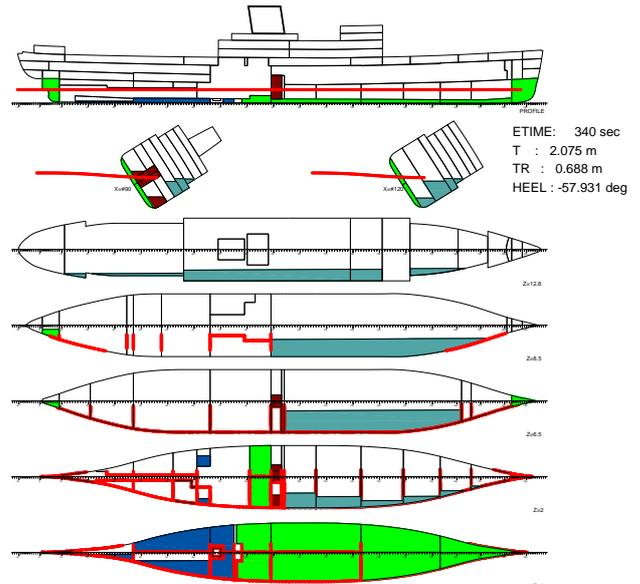 PROFILE
ETIME: 340 sec
T : 2.075 m
TR : 0.688 m
HEEL : -57.931 deg
X=#90
X=#120
Z=12.8
Z=8.5
Z=6.5
Z=2